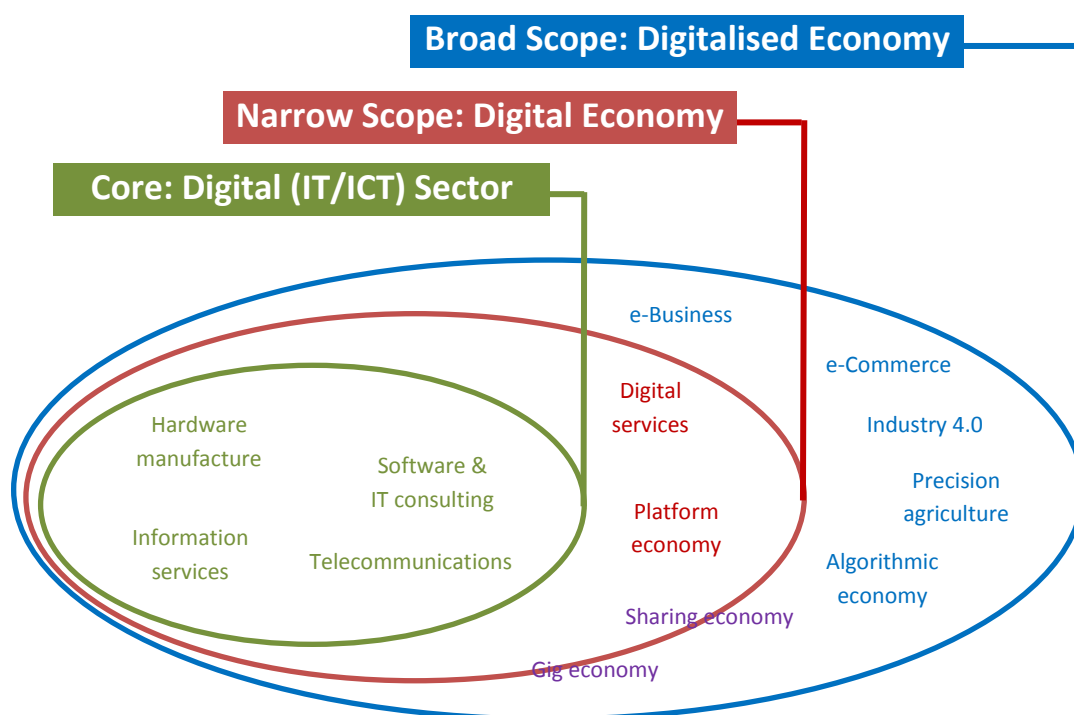 Broad Scope: Digitalised Economy
Narrow Scope: Digital Economy
Core: Digital (IT/ICT) Sector
e-Business
e-Commerce
Digital
services
Industry 4.0
Hardware
manufacture
Software &
IT consulting
Precision
agriculture
Platform
economy
Information
services
Telecommunications
Algorithmic
economy
Sharing economy
Gig economy